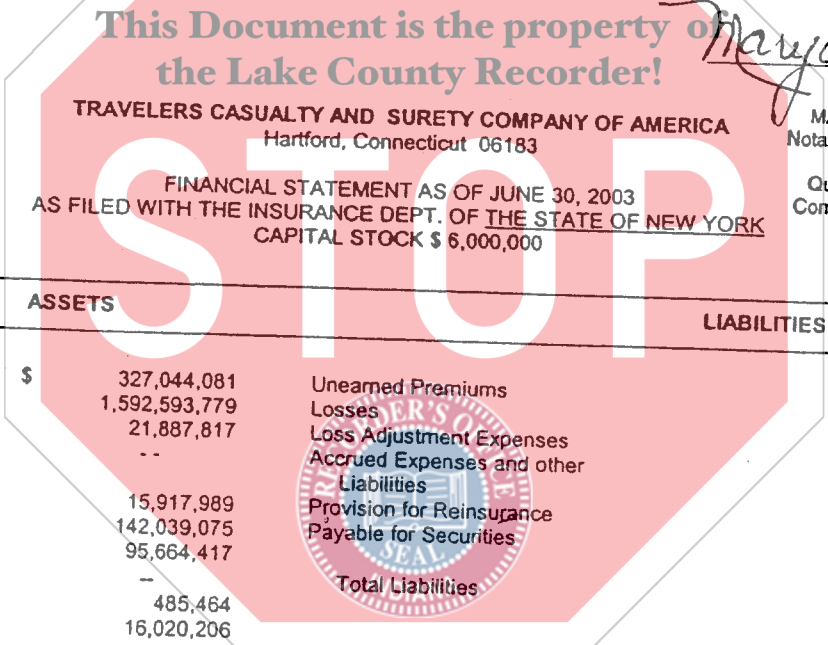 This Document is the property of
the Lake County Recorder!
STOP
TRAVELERS CASUALTY AND SURETY COMPANY OF AMERICA
Hartford, Connecticut 06183
FINANCIAL STATEMENT AS OF JUNE 30, 2003
AS FILED WITH THE INSURANCE DEPT. OF THE STATE OF NEW YORK
CAPITAL STOCK $ 6,000,000
ASSETS LIABILITIES
$ 327,044,081 Unearned Premiums
1,592,593,779 Losses
21,887,817 Loss Adjustment Expenses
-- Accrued Expenses and other
Liabilities
15,917,989 Provision for Reinsurance
142,039,075 Payable for Securities
95,664,417
-- Total Liabilities
485,464
16,020,206
RECORDER'S OFFICE
SEAL
INDIANA